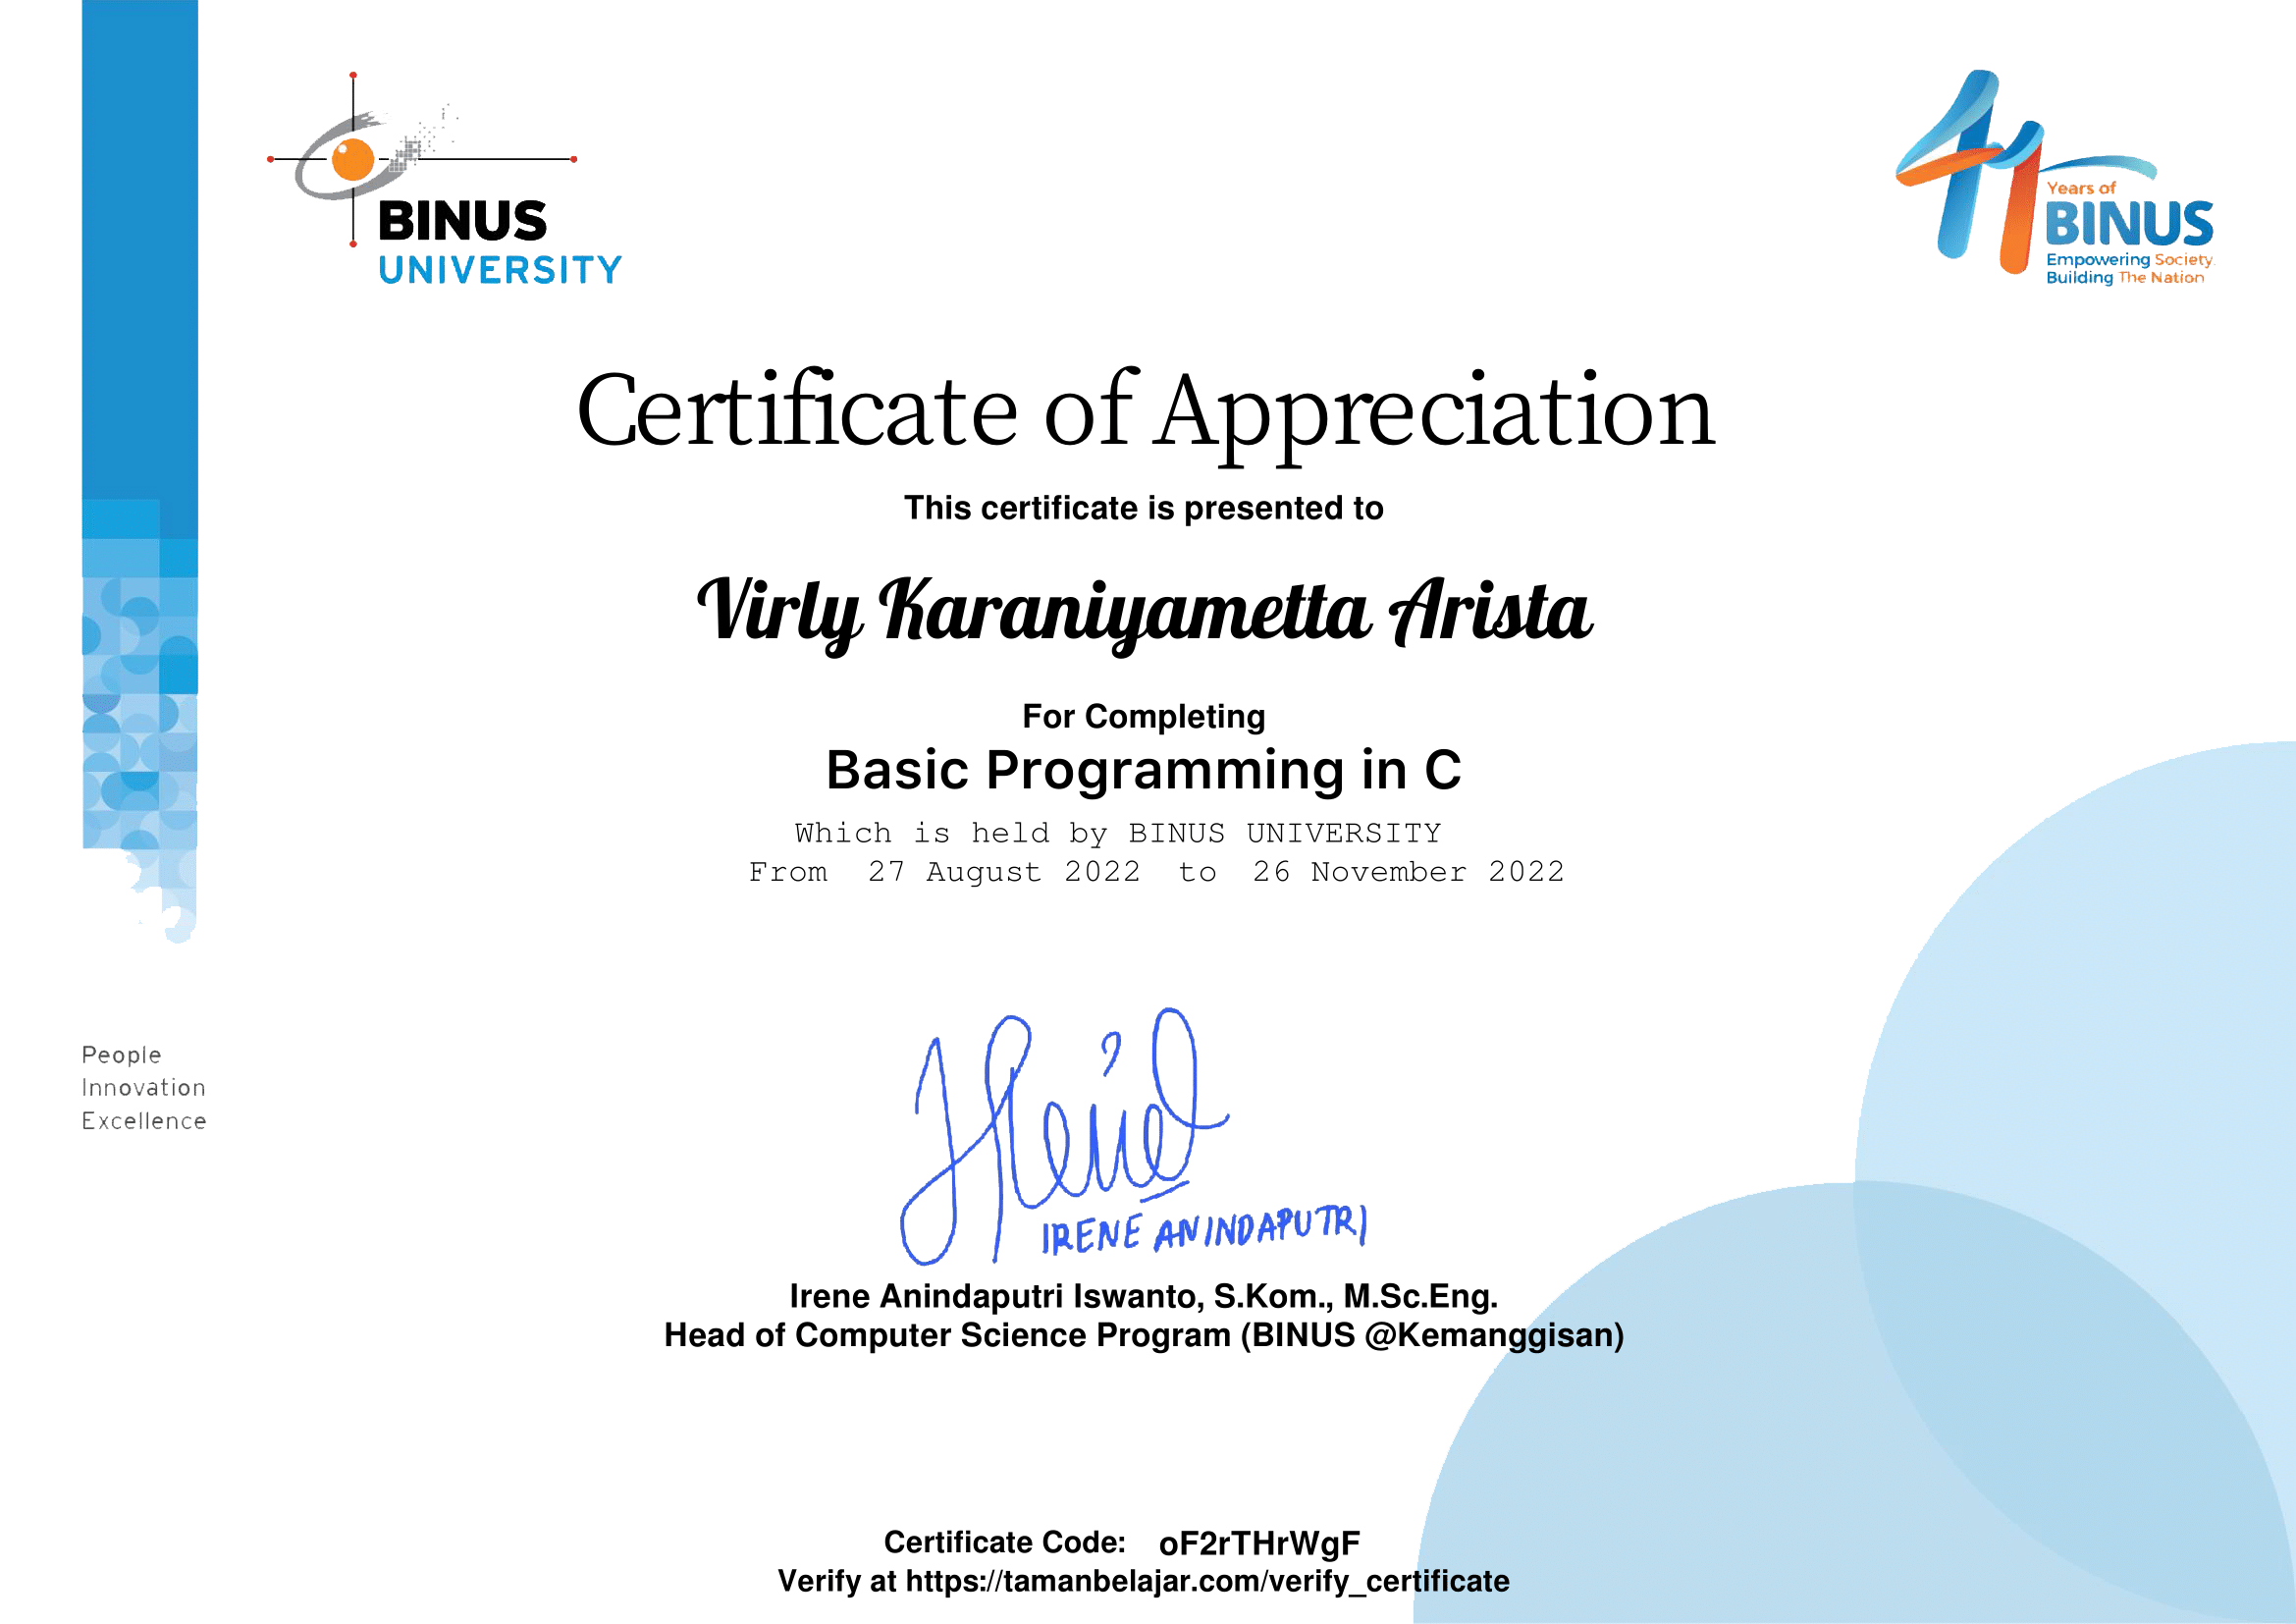 BINUS
UNIVERSITY
41
Years of
BINUS
Empowering Society
Building The Nation
Certificate of Appreciation
This certificate is presented to
Virly Karaniyametta Arista
For Completing
Basic Programming in C
Which is held by BINUS UNIVERSITY
From 27 August 2022 to 26 November 2022
People
Innovation
Excellence
IRENE ANINDAPUTRI
Irene Anindaputri Iswanto, S.Kom., M.Sc.Eng.
Head of Computer Science Program (BINUS @Kemanggisan)
Certificate Code: oF2rTHrWgF
Verify at https://tamanbelajar.com/verify_certificate